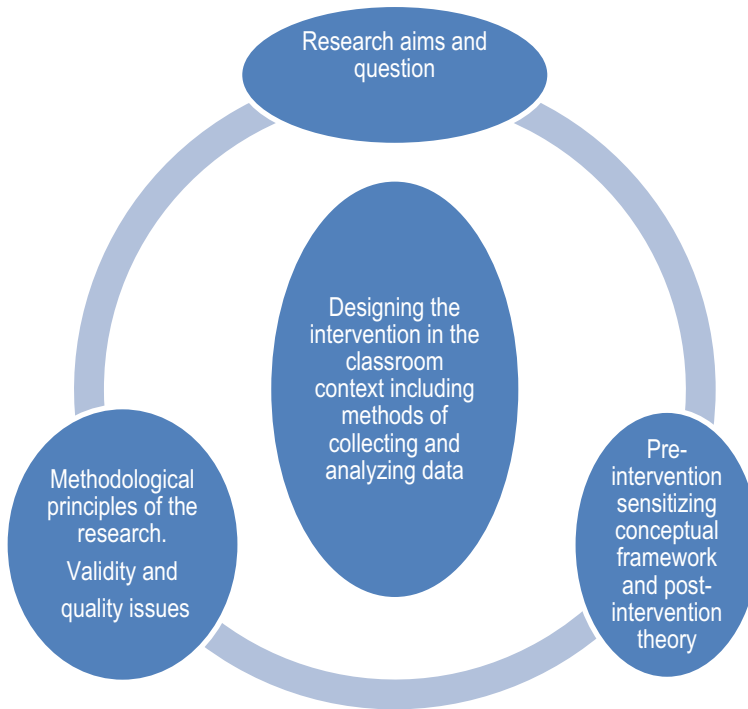 Research aims and
question
Designing the
intervention in the
classroom
context including
methods of
collecting and
analyzing data
Methodological
principles of the
research.
Validity and
quality issues
Pre-
intervention
sensitizing
conceptual
framework
and post-
intervention
theory